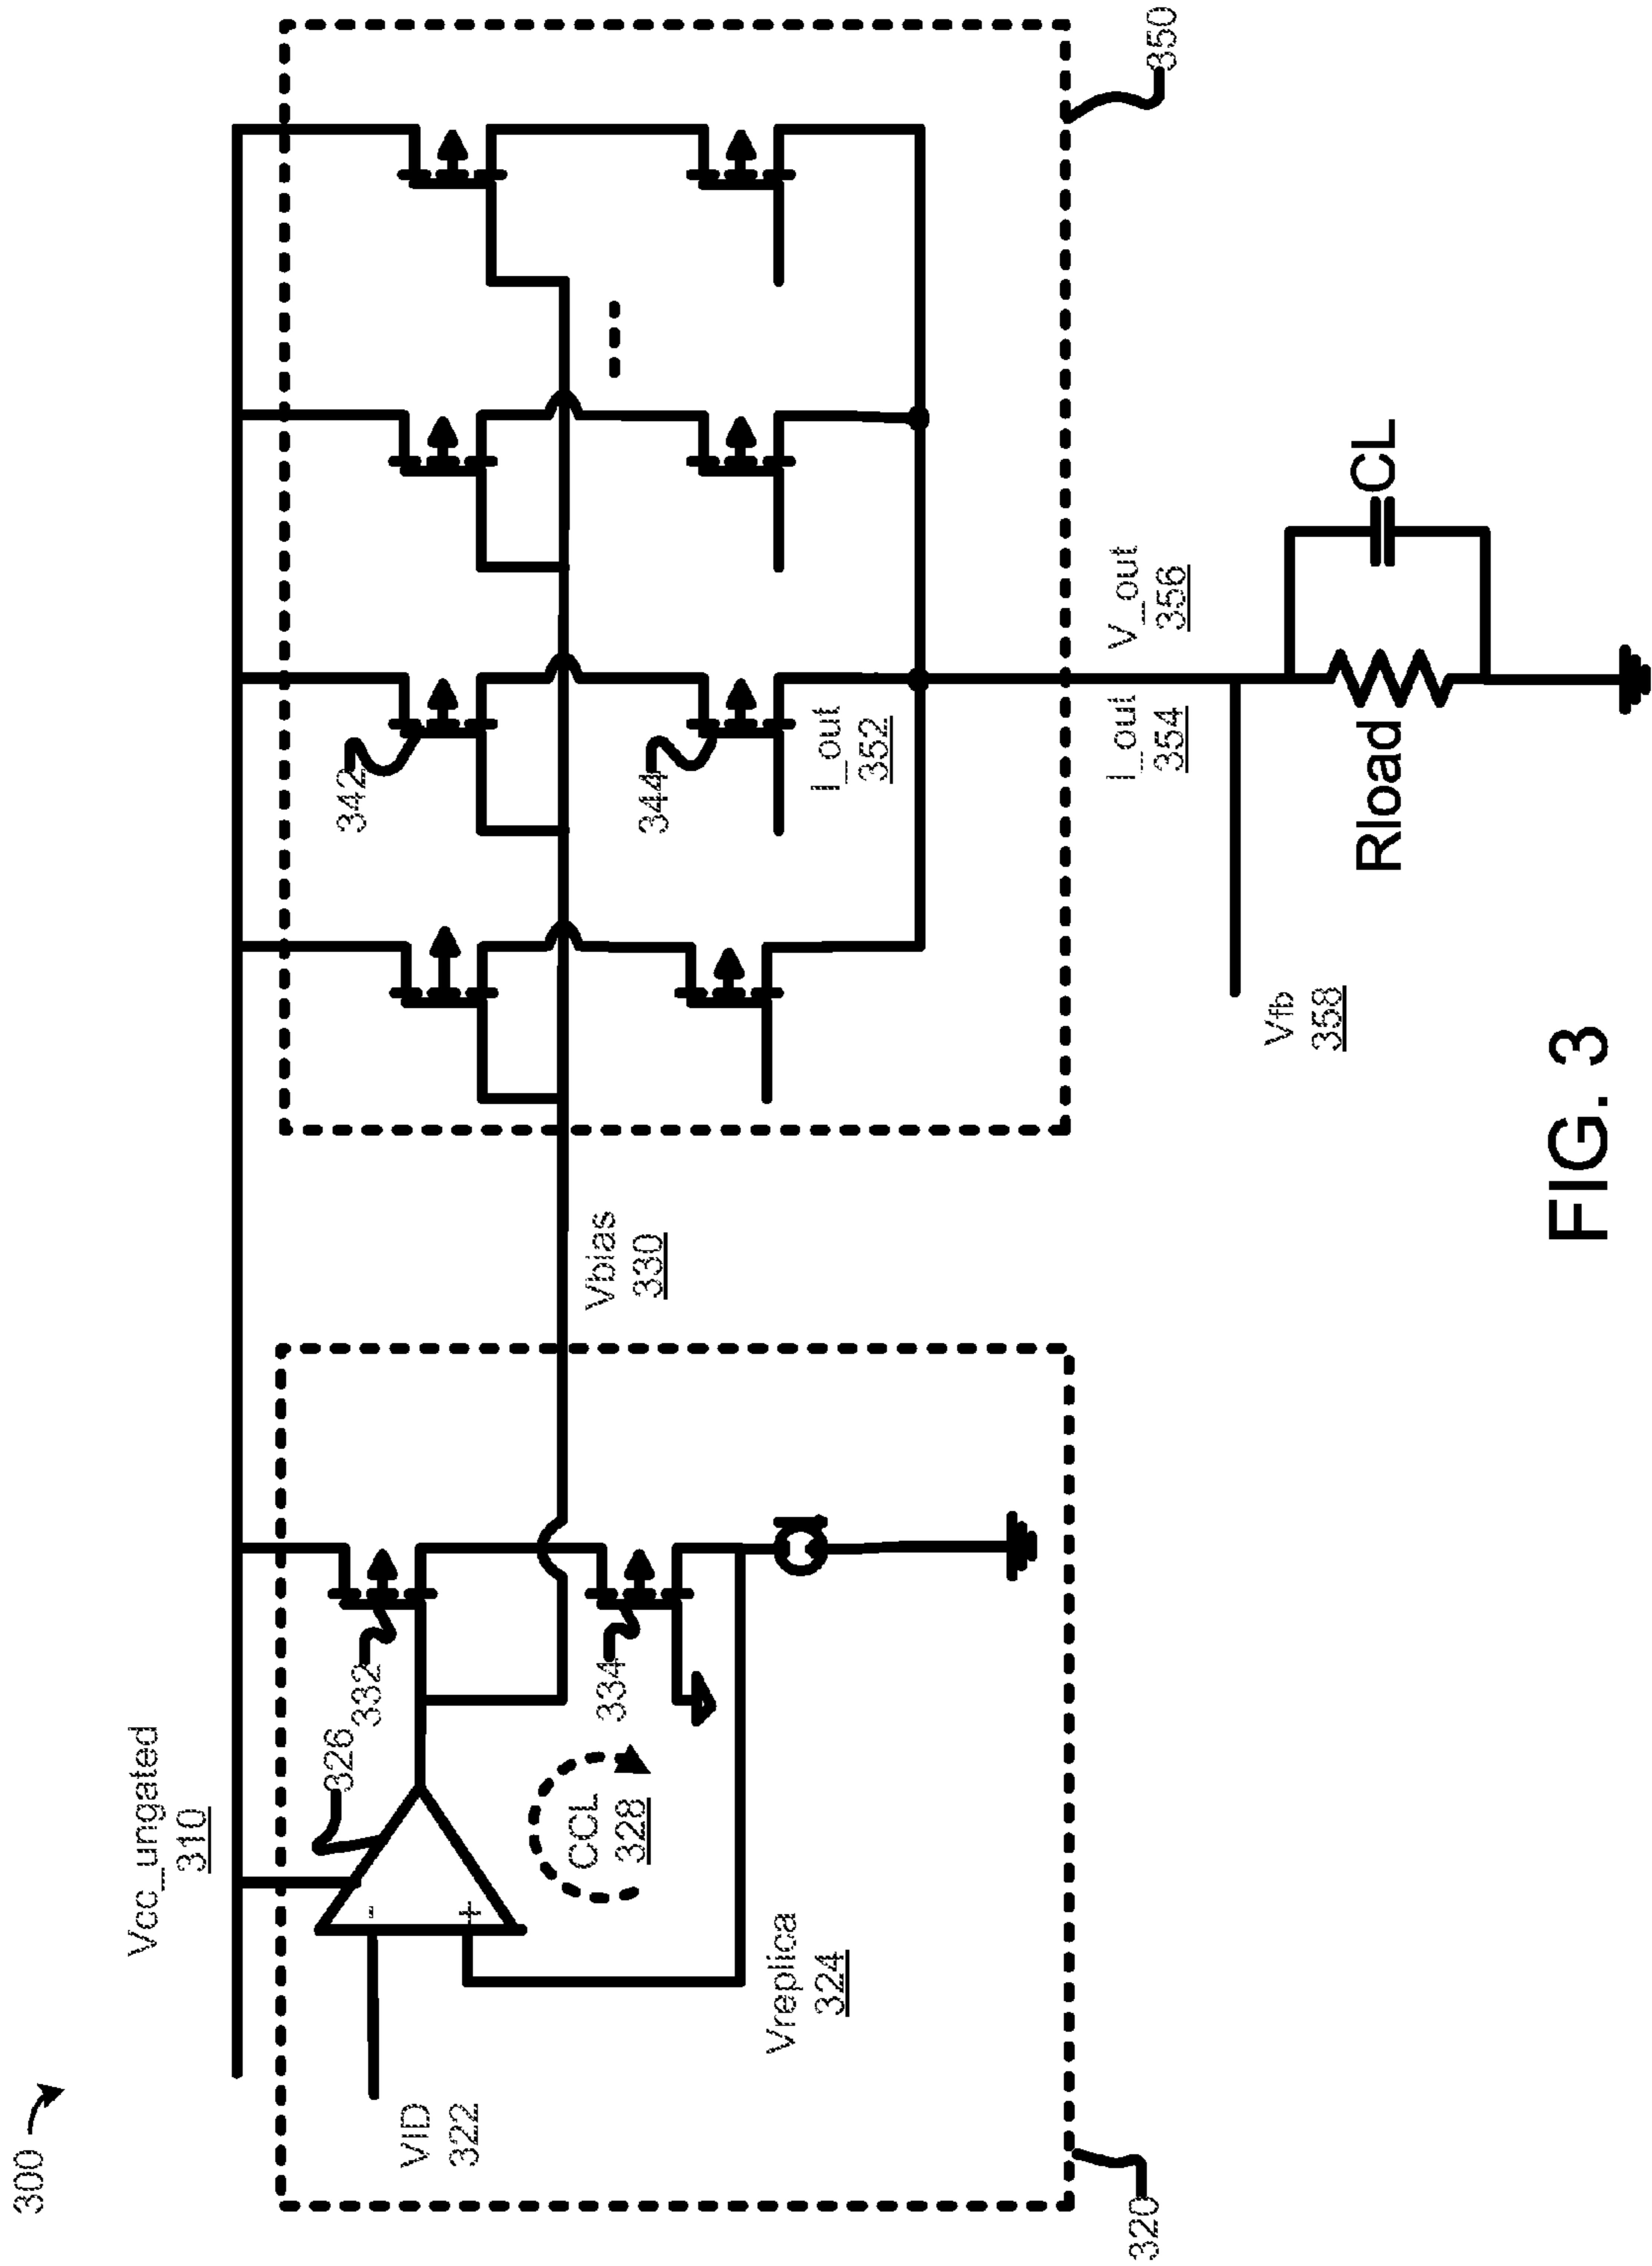 300
Vcc_ungated
310
326
332
VID
322
CCL
328
334
-
+
Vreplica
324
320
Vbias
330
342
344
I_out
352
350
I_out
354
V_out
356
Vfb
358
Rload
CL
FIG. 3